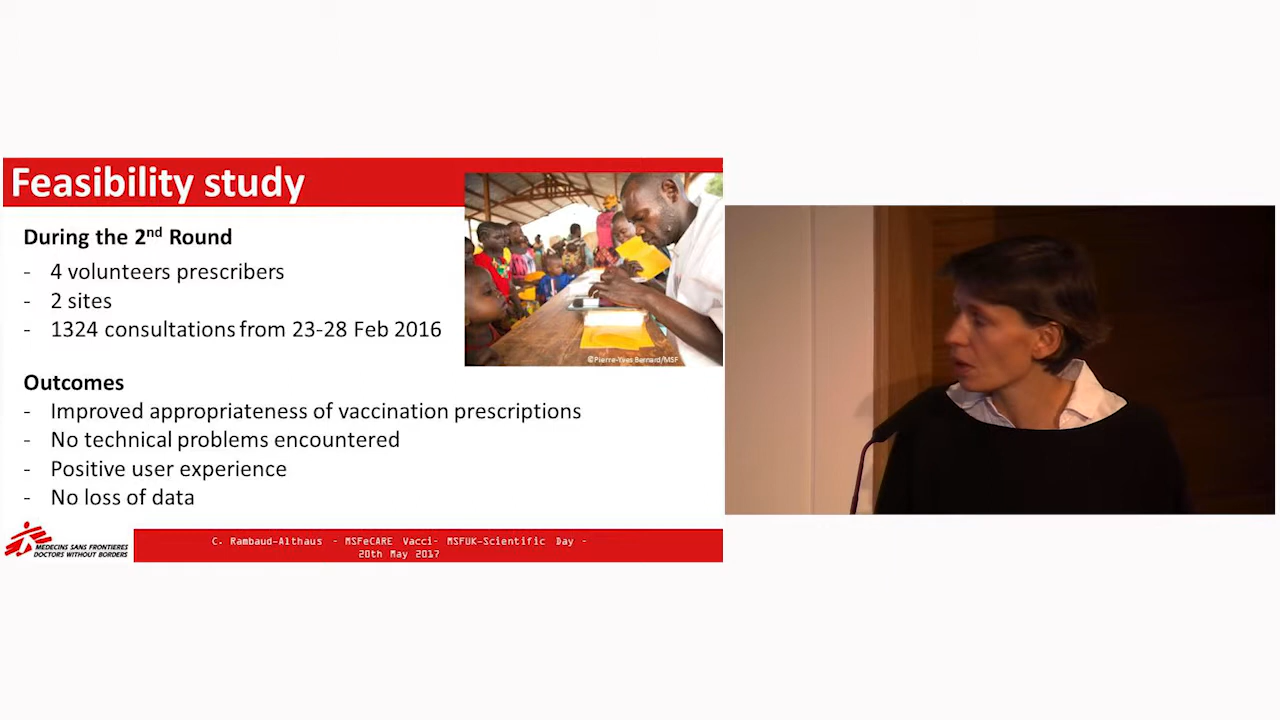 Feasibility study
During the 2nd Round
- 4 volunteers prescribers
- 2 sites
- 1324 consultations from 23-28 Feb 2016
©Pierre-Yves Bernard/MSF
Outcomes
- Improved appropriateness of vaccination prescriptions
- No technical problems encountered
- Positive user experience
- No loss of data
MEDECINS SANS FRONTIERES
DOCTORS WITHOUT BORDERS
C. Rambaud-Althaus - MSFeCARE Vacci- MSFUK-Scientific Day -
20th May 2017